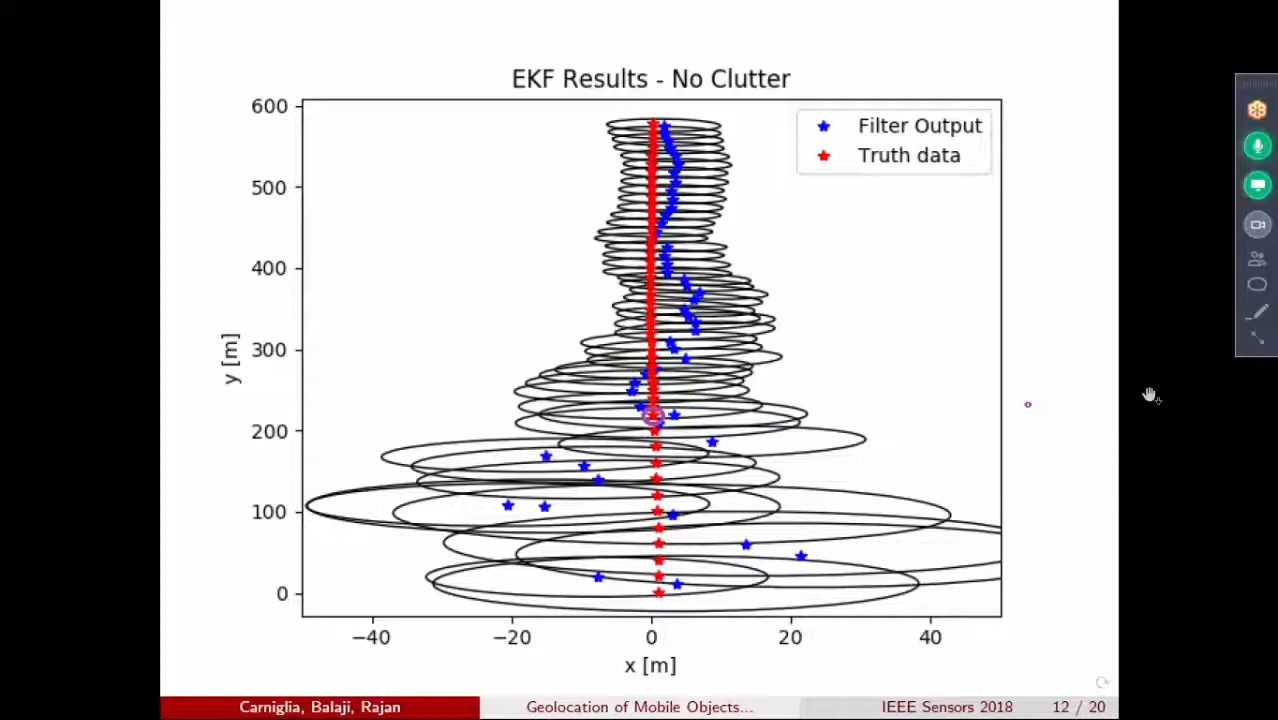 EKF Results - No Clutter
600
500
400
300
200
100
0
y [m]
Filter Output
Truth data
−40 −20 0 20 40
x [m]
Carniglia, Balaji, Rajan Geolocation of Mobile Objects... IEEE Sensors 2018 12 / 20